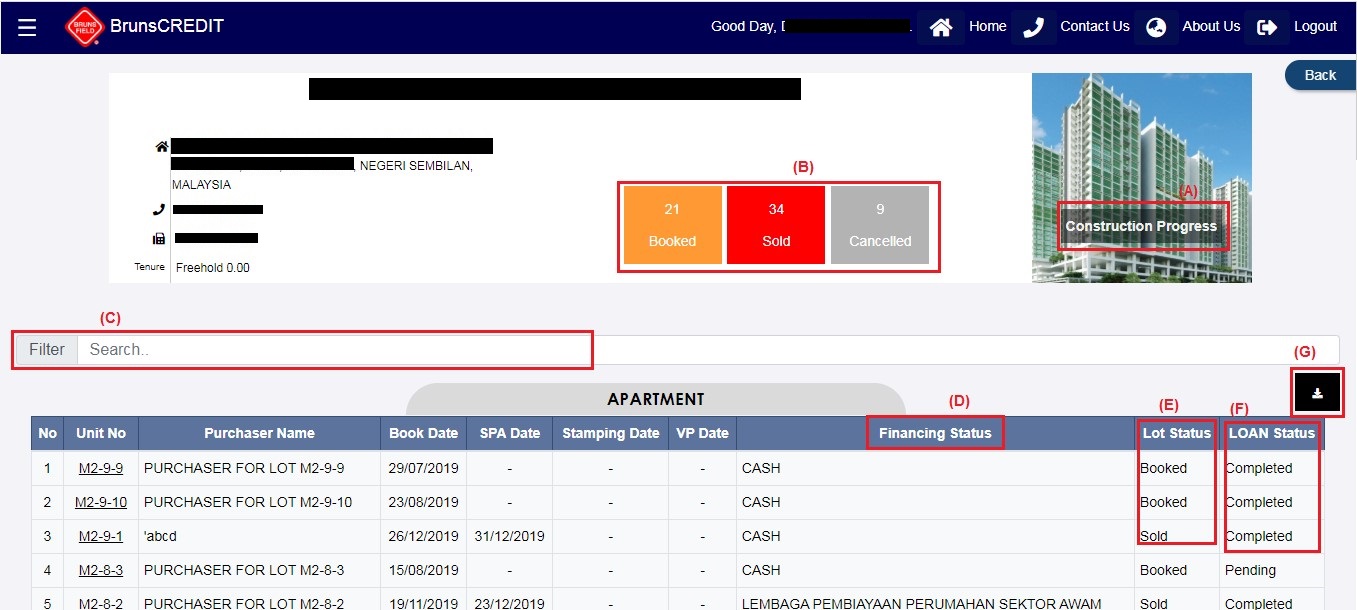 BRUNS
FIELD
BrunsCREDIT
Good Day,
Home
Contact Us
About Us
Logout
Back
, NEGERI SEMBILAN,
MALAYSIA
Tenure Freehold 0.00
(B)
21 Booked
34 Sold
9 Cancelled
(A)
Construction Progress
(C)
Filter Search..
(G)
APARTMENT
(D)
(E)
(F)
No Unit No Purchaser Name Book Date SPA Date Stamping Date VP Date Financing Status Lot Status LOAN Status
1 M2-9-9 PURCHASER FOR LOT M2-9-9 29/07/2019 - - - CASH Booked Completed
2 M2-9-10 PURCHASER FOR LOT M2-9-10 23/08/2019 - - - CASH Booked Completed
3 M2-9-1 'abcd 26/12/2019 31/12/2019 - - CASH Sold Completed
4 M2-8-3 PURCHASER FOR LOT M2-8-3 15/08/2019 - - - CASH Booked Pending
5 M2-8-2 PURCHASER FOR LOT M2-8-2 19/11/2019 23/12/2019 - - LEMBAGA PEMBIAYAAN PERUMAHAN SEKTOR AWAM Sold Completed